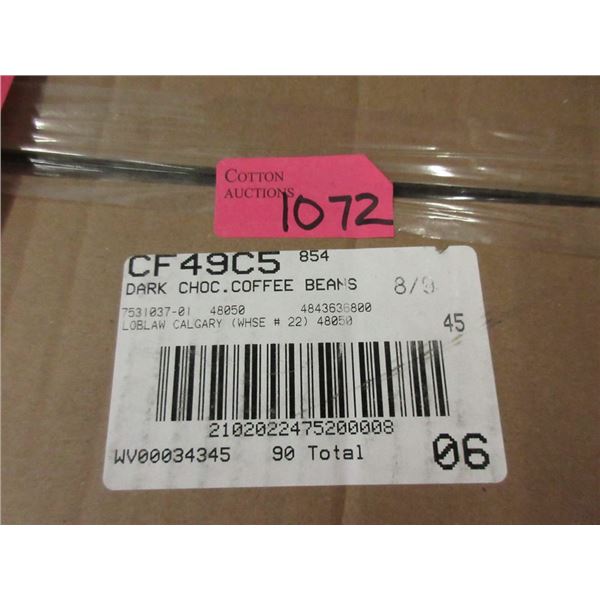 COTTON
AUCTIONS
1072
CF49C5 854
DARK CHOC.COFFEE BEANS 8/9
7531037-01 48050 4843636800
LOBLAW CALGARY (WHSE # 22) 48050 45
2102022475200008
WV00034345 90 Total 06